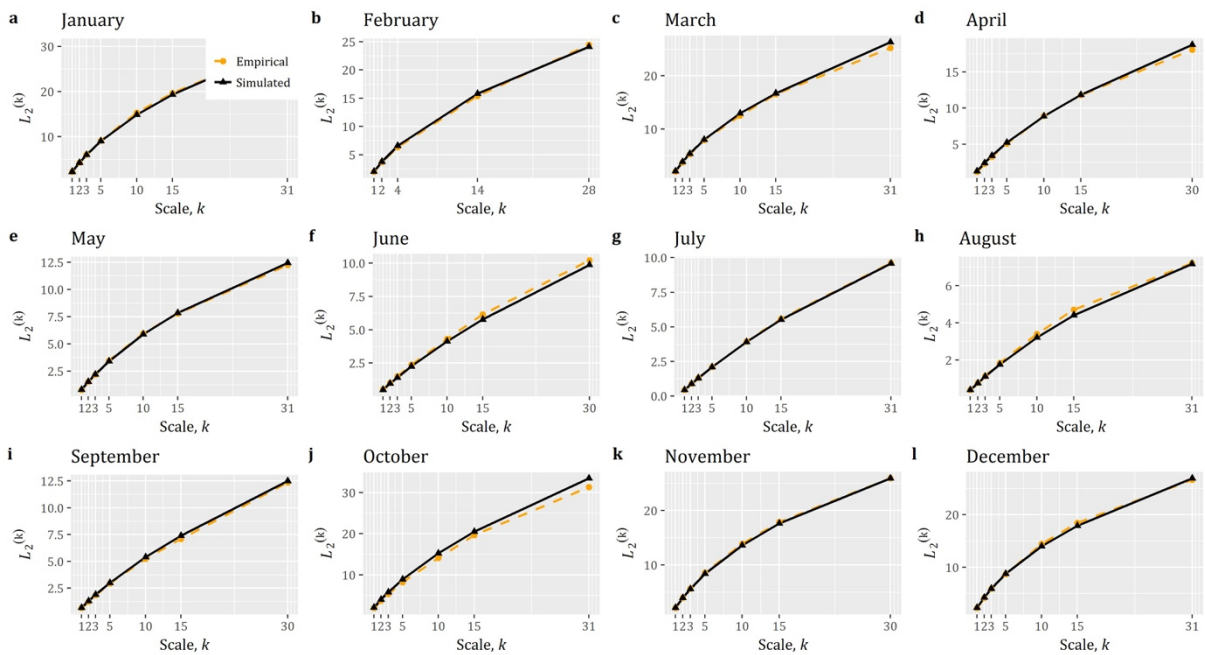 a January
30
20
10
L₂⁽ᵏ⁾
Empirical
Simulated
1 2 3 5 10 15 31
Scale, k
b February
25
20
15
10
5
L₂⁽ᵏ⁾
1 2 4 14 28
Scale, k
c March
20
10
L₂⁽ᵏ⁾
1 2 3 5 10 15 31
Scale, k
d April
15
10
5
L₂⁽ᵏ⁾
1 2 3 5 10 15 30
Scale, k
e May
12.5
10.0
7.5
5.0
2.5
L₂⁽ᵏ⁾
1 2 3 5 10 15 31
Scale, k
f June
10.0
7.5
5.0
2.5
L₂⁽ᵏ⁾
1 2 3 5 10 15 30
Scale, k
g July
10.0
7.5
5.0
2.5
0.0
L₂⁽ᵏ⁾
1 2 3 5 10 15 31
Scale, k
h August
6
4
2
L₂⁽ᵏ⁾
1 2 3 5 10 15 31
Scale, k
i September
12.5
10.0
7.5
5.0
2.5
L₂⁽ᵏ⁾
1 2 3 5 10 15 30
Scale, k
j October
30
20
10
L₂⁽ᵏ⁾
1 2 3 5 10 15 31
Scale, k
k November
20
10
L₂⁽ᵏ⁾
1 2 3 5 10 15 30
Scale, k
l December
20
10
L₂⁽ᵏ⁾
1 2 3 5 10 15 31
Scale, k